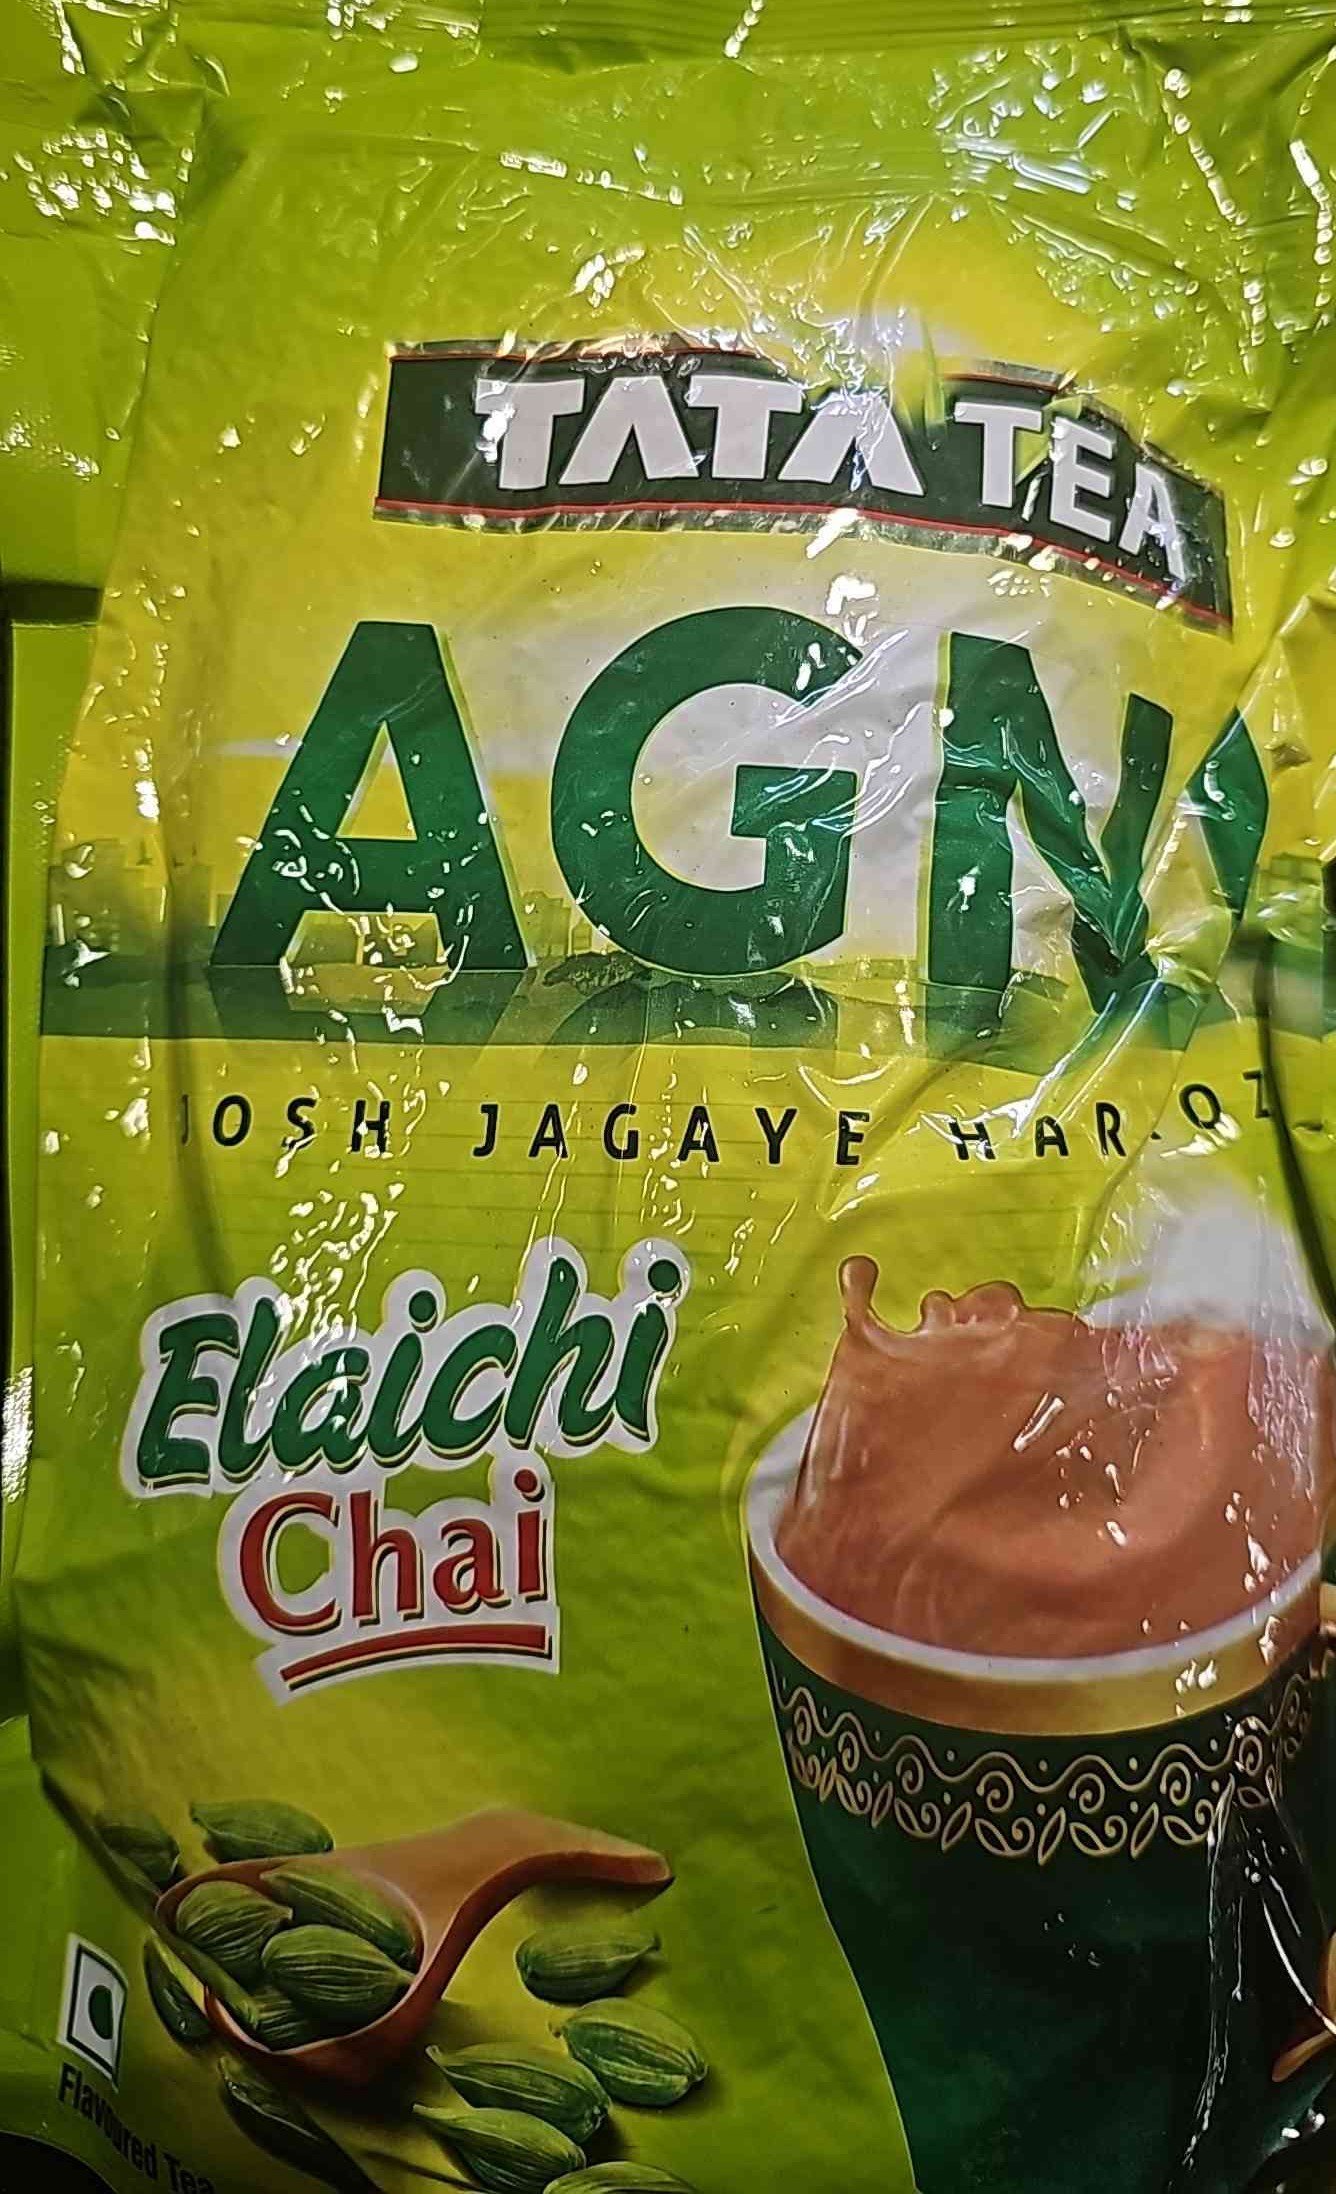 TATA TEA
AGN
JOSH JAGAYE HAR
Elaichi
Chai
Flavoured Tea